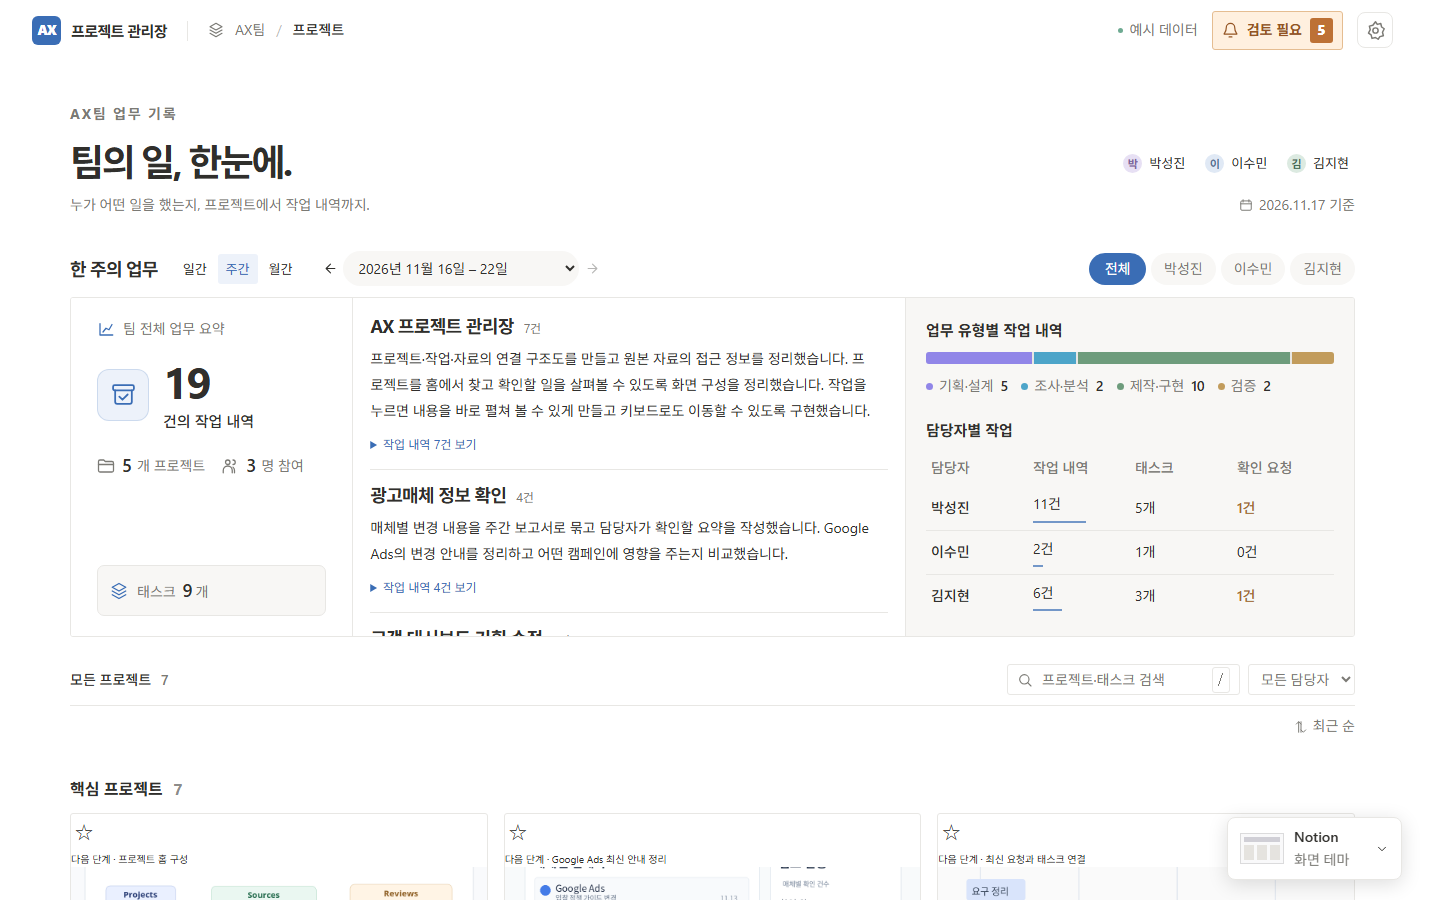 AX 프로젝트 관리장 AX팀 / 프로젝트 예시 데이터 검토 필요 5
AX팀 업무 기록
팀의 일, 한눈에.
박 박성진 이 이수민 김 김지현
누가 어떤 일을 했는지, 프로젝트에서 작업 내역까지.
2026.11.17 기준
한 주의 업무 일간 주간 월간 2026년 11월 16일 – 22일 전체 박성진 이수민 김지현
팀 전체 업무 요약
19
건의 작업 내역
5 개 프로젝트 3 명 참여
태스크 9 개
AX 프로젝트 관리장 7건
프로젝트·작업·자료의 연결 구조도를 만들고 원본 자료의 접근 정보를 정리했습니다. 프
로젝트를 홈에서 찾고 확인할 일을 살펴볼 수 있도록 화면 구성을 정리했습니다. 작업을
누르면 내용을 바로 펼쳐 볼 수 있게 만들고 키보드로도 이동할 수 있도록 구현했습니다.
작업 내역 7건 보기
광고매체 정보 확인 4건
매체별 변경 내용을 주간 보고서로 묶고 담당자가 확인할 요약을 작성했습니다. Google
Ads의 변경 안내를 정리하고 어떤 캠페인에 영향을 주는지 비교했습니다.
작업 내역 4건 보기
업무 유형별 작업 내역
기획·설계 5 조사·분석 2 제작·구현 10 검증 2
담당자별 작업
담당자 작업 내역 태스크 확인 요청
박성진 11건 5개 1건
이수민 2건 1개 0건
김지현 6건 3개 1건
모든 프로젝트 7 프로젝트·태스크 검색 / 모든 담당자
최근 순
핵심 프로젝트 7
다음 단계 · 프로젝트 홈 구성
Projects Sources Reviews
다음 단계 · Google Ads 최신 안내 정리
Google Ads
매체별 확인 건수
11.13
다음 단계 · 최신 요청과 태스크 연결
요구 정리
Notion
화면 테마